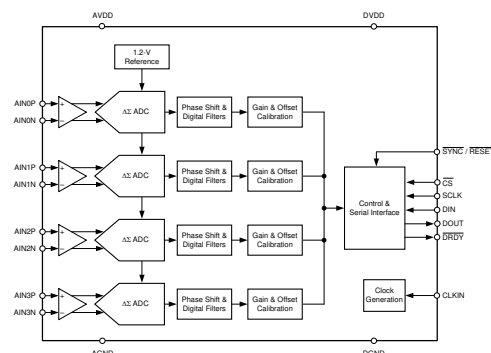 AVDD DVDD
1.2-V
Reference
AIN0P
AIN0N
+
−
ΔΣ ADC
Phase Shift &
Digital Filters
Gain & Offset
Calibration
SYNC / RESE
AIN1P
AIN1N
+
−
ΔΣ ADC
Phase Shift &
Digital Filters
Gain & Offset
Calibration
Control &
Serial Interface
CS
SCLK
DIN
DOUT
DRDY
AIN2P
AIN2N
+
−
ΔΣ ADC
Phase Shift &
Digital Filters
Gain & Offset
Calibration
AIN3P
AIN3N
+
−
ΔΣ ADC
Phase Shift &
Digital Filters
Gain & Offset
Calibration
Clock
Generation
CLKIN
AGND DGND